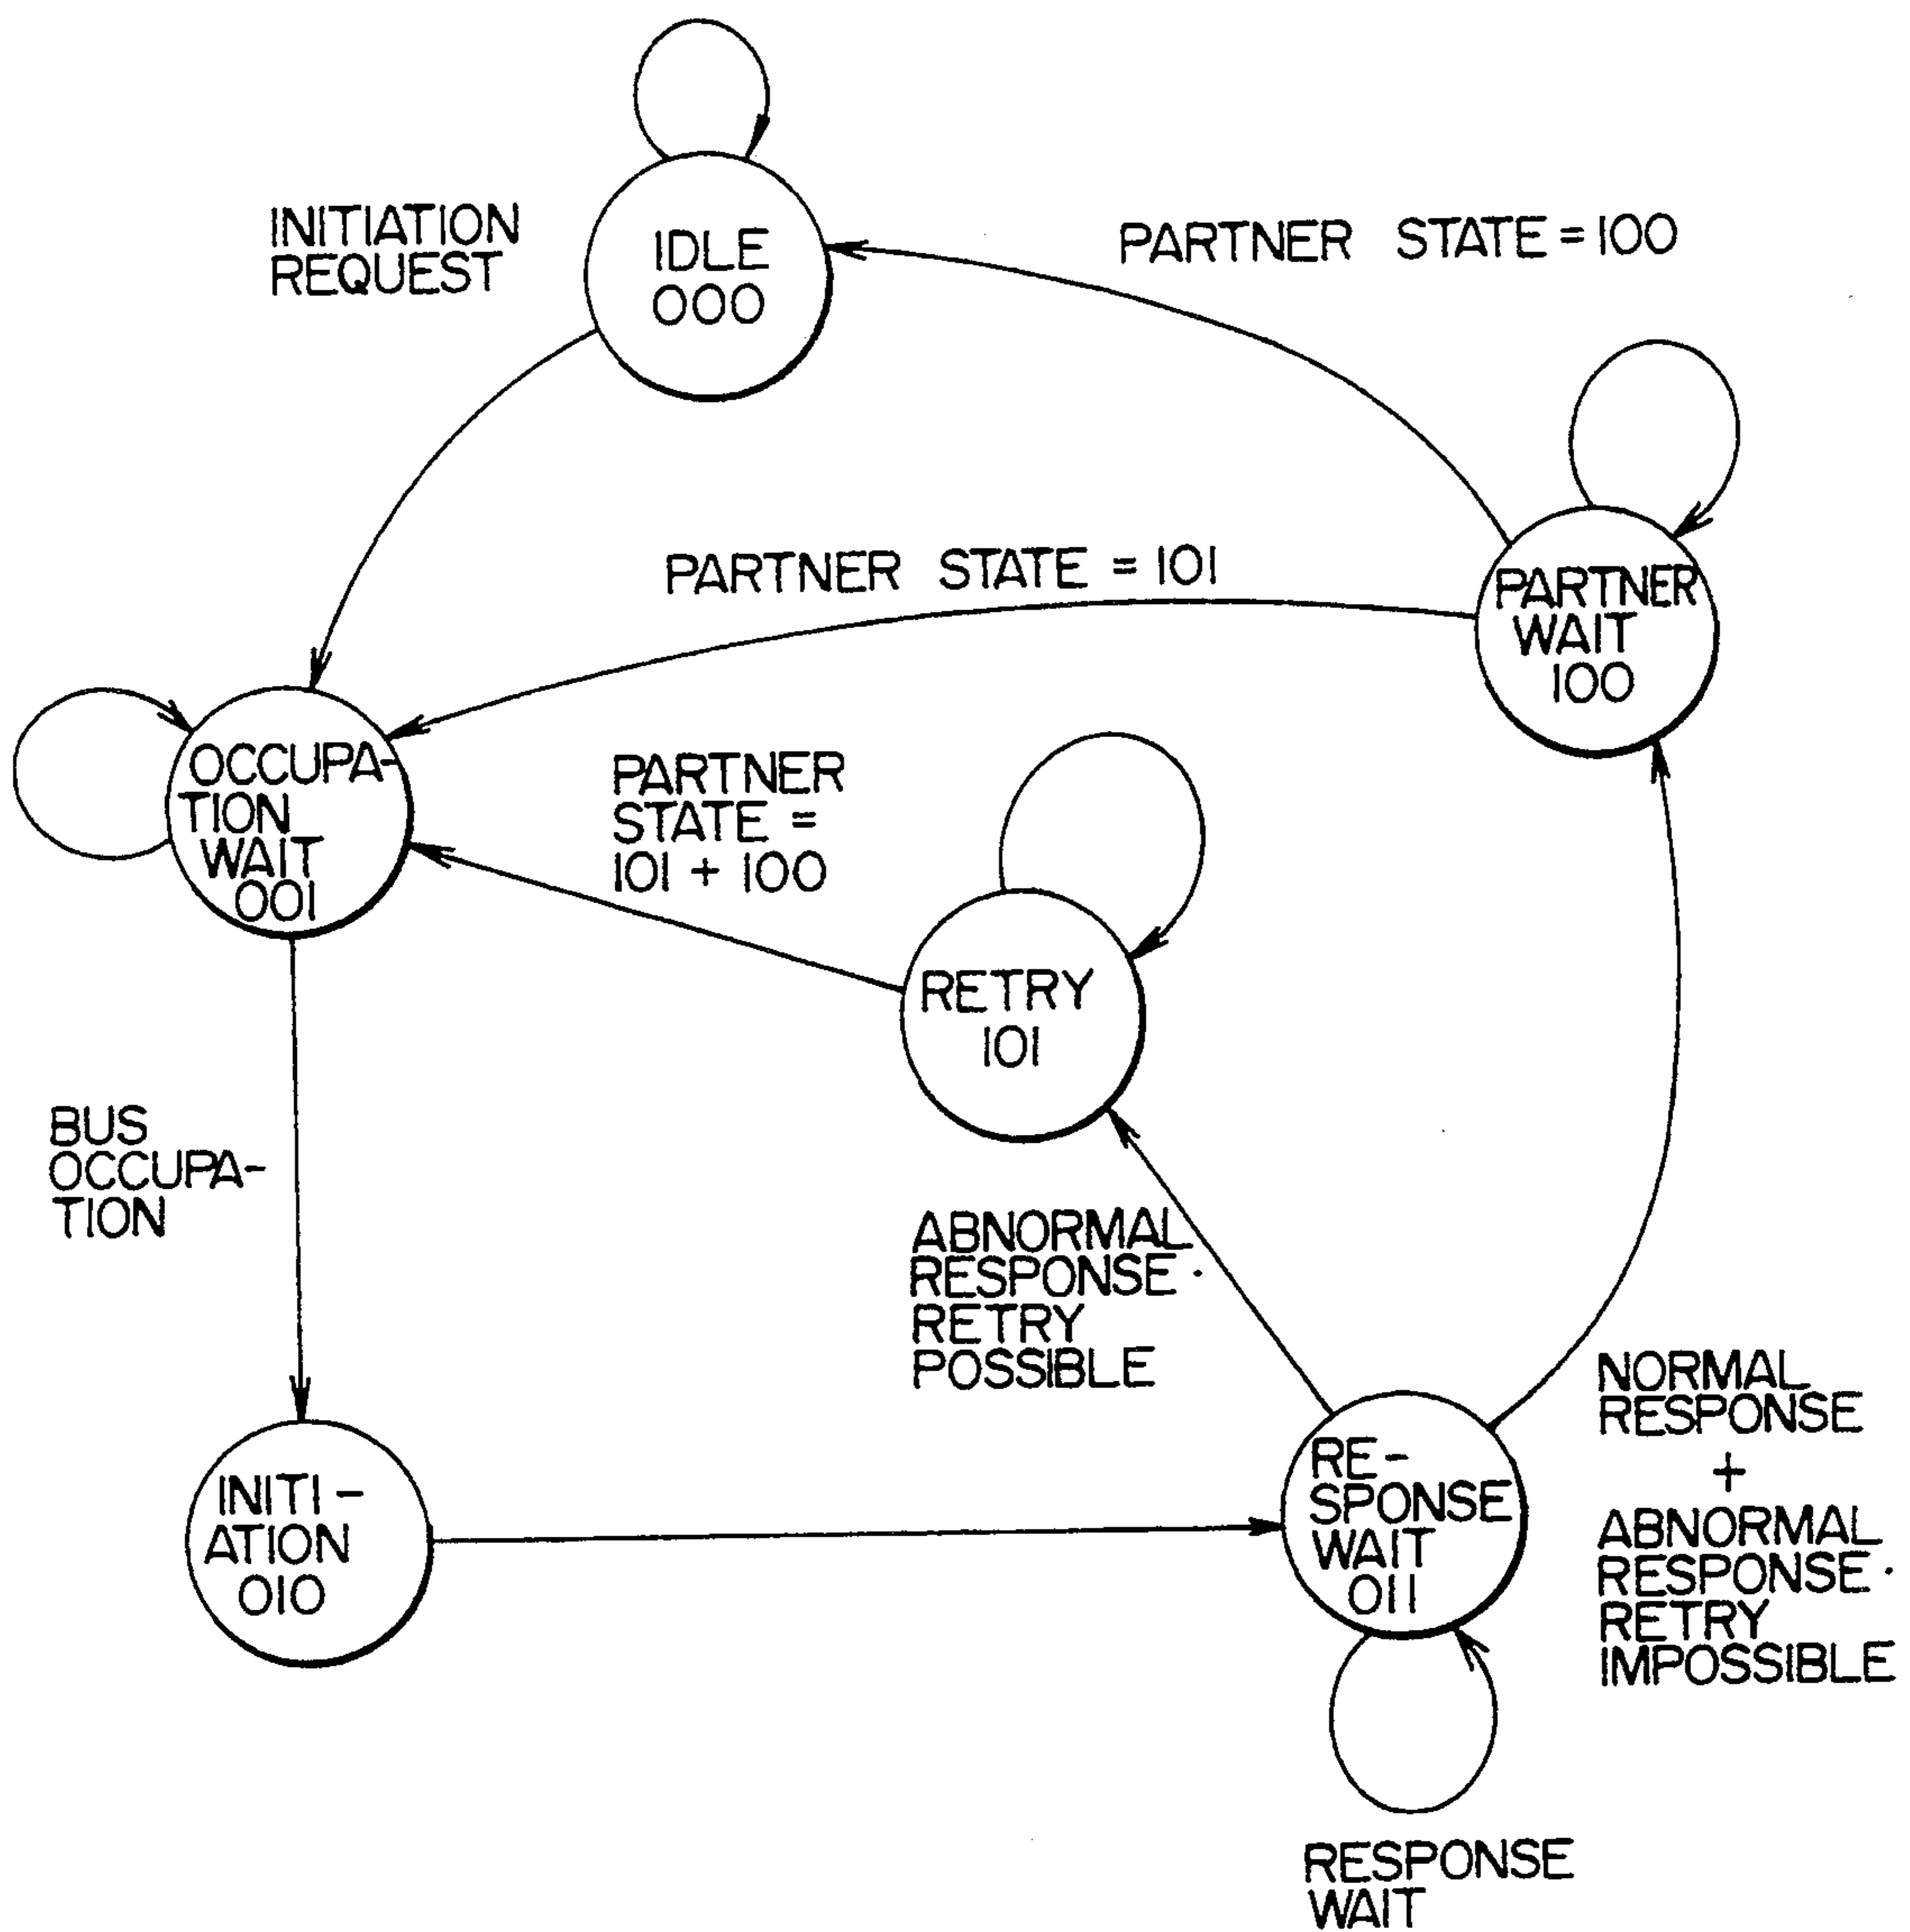 INITIATION
REQUEST
IDLE
000
PARTNER STATE = 100
PARTNER STATE = 101
PARTNER
WAIT
100
OCCUPA-
TION
WAIT
001
PARTNER
STATE =
101 + 100
RETRY
101
BUS
OCCUPA-
TION
ABNORMAL
RESPONSE ·
RETRY
POSSIBLE
NORMAL
RESPONSE
+
ABNORMAL
RESPONSE ·
RETRY
IMPOSSIBLE
INITI-
ATION
010
RE-
SPONSE
WAIT
011
RESPONSE
WAIT